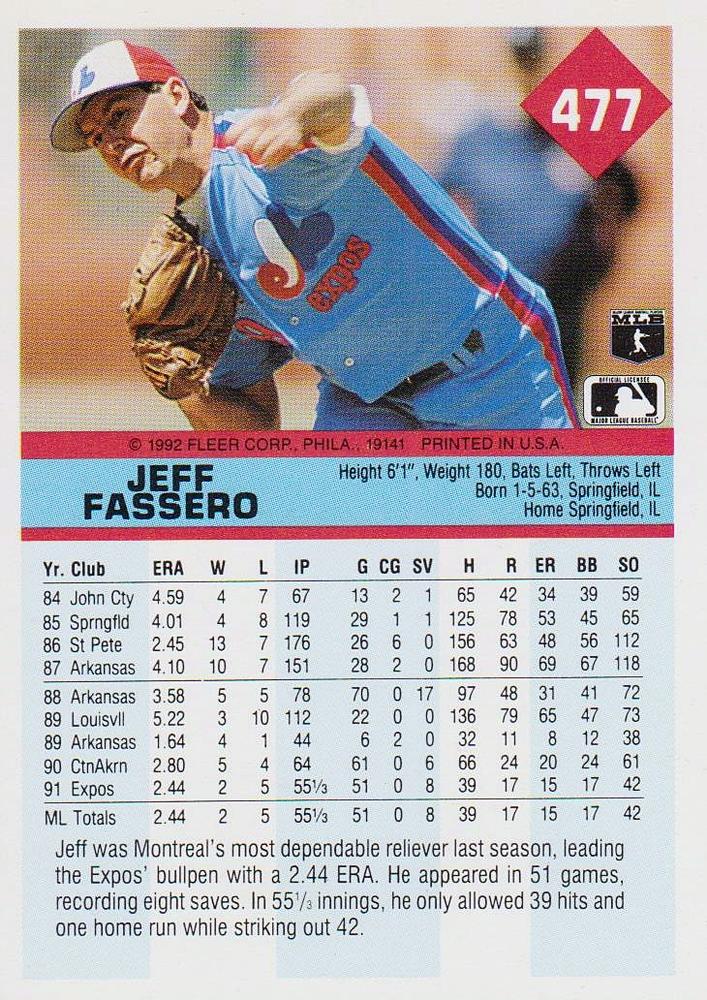 477
expos
MLB
OFFICIAL LICENSEE
MAJOR LEAGUE BASEBALL
© 1992 FLEER CORP., PHILA., 19141 PRINTED IN U.S.A.
JEFF
FASSERO
Height 6'1", Weight 180, Bats Left, Throws Left
Born 1-5-63, Springfield, IL
Home Springfield, IL
Yr. Club ERA W L IP G CG SV H R ER BB SO
84 John Cty 4.59 4 7 67 13 2 1 65 42 34 39 59
85 Sprngfld 4.01 4 8 119 29 1 1 125 78 53 45 65
86 St Pete 2.45 13 7 176 26 6 0 156 63 48 56 112
87 Arkansas 4.10 10 7 151 28 2 0 168 90 69 67 118
88 Arkansas 3.58 5 5 78 70 0 17 97 48 31 41 72
89 Louisvll 5.22 3 10 112 22 0 0 136 79 65 47 73
89 Arkansas 1.64 4 1 44 6 2 0 32 11 8 12 38
90 CtnAkrn 2.80 5 4 64 61 0 6 66 24 20 24 61
91 Expos 2.44 2 5 55⅓ 51 0 8 39 17 15 17 42
ML Totals 2.44 2 5 55⅓ 51 0 8 39 17 15 17 42
Jeff was Montreal's most dependable reliever last season, leading
the Expos' bullpen with a 2.44 ERA. He appeared in 51 games,
recording eight saves. In 55⅓ innings, he only allowed 39 hits and
one home run while striking out 42.